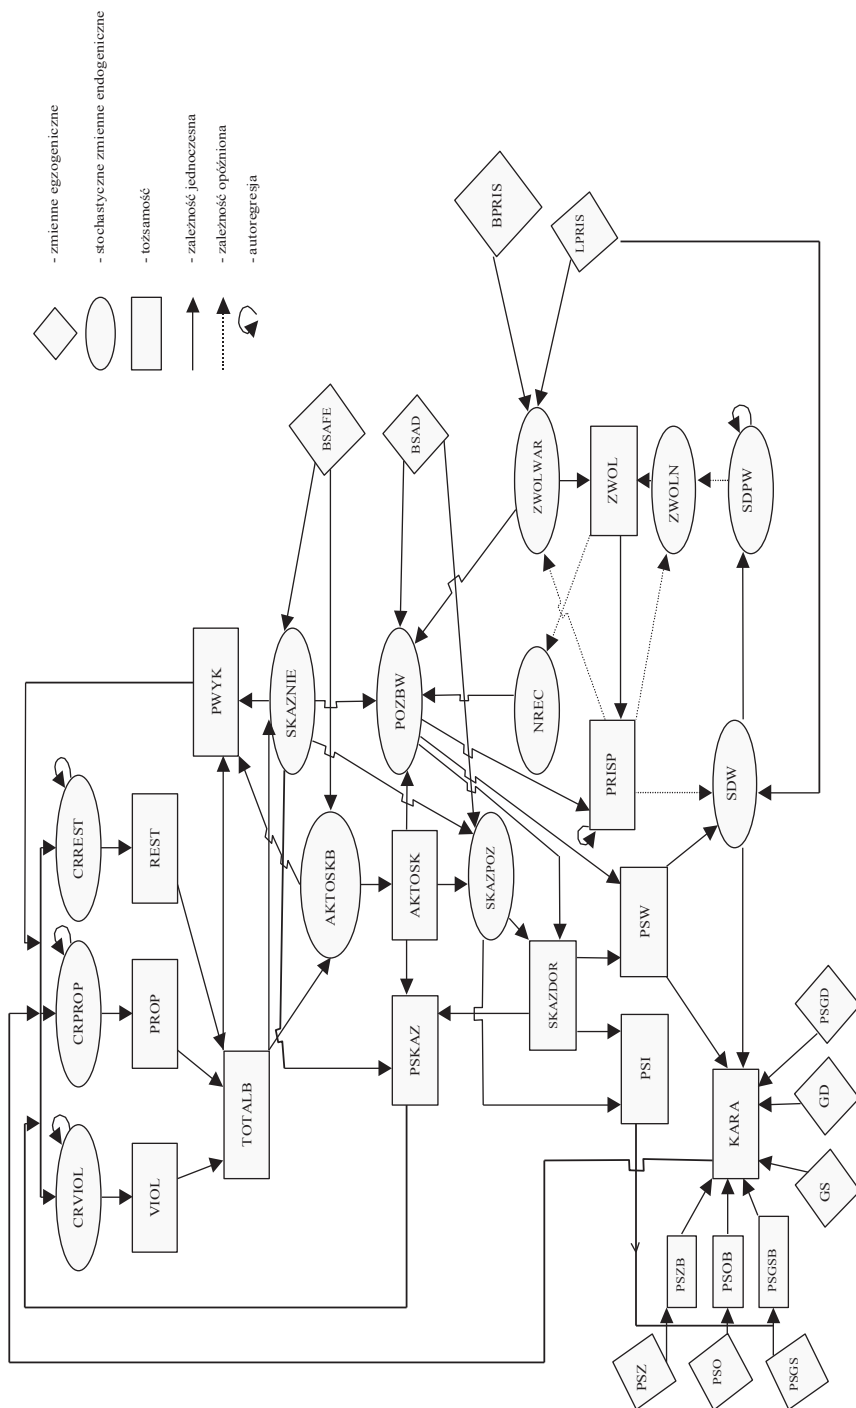 - zmienne egzogeniczne
- stochastyczne zmienne endogeniczne
- tożsamość
- zależność jednoczesna
- zależność opóźniona
- autoregresja
CRVIOL
CRPROP
CRREST
VIOL
PROP
REST
TOTALB
PWYK
SKAZNIE
BSAFE
AKTOSKB
PSKAZ
AKTOSK
POZBW
BSAD
SKAZPOZ
SKAZDOR
NREC
ZWOLWAR
BPRIS
LPRIS
PRISP
ZWOL
PSI
PSW
ZWOLN
SDW
SDPW
KARA
PSZ
PSZB
PSO
PSOB
PSGS
PSGSB
GS
GD
PSGD